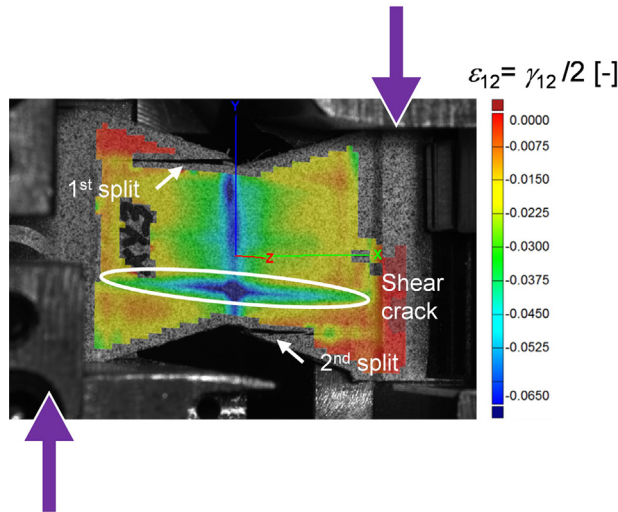 ε₁₂= γ₁₂/2 [-]
Y
0.0000
-0.0075
-0.0150
-0.0225
-0.0300
-0.0375
-0.0450
-0.0525
-0.0650
1st split
Z
X
Shear
crack
2nd split